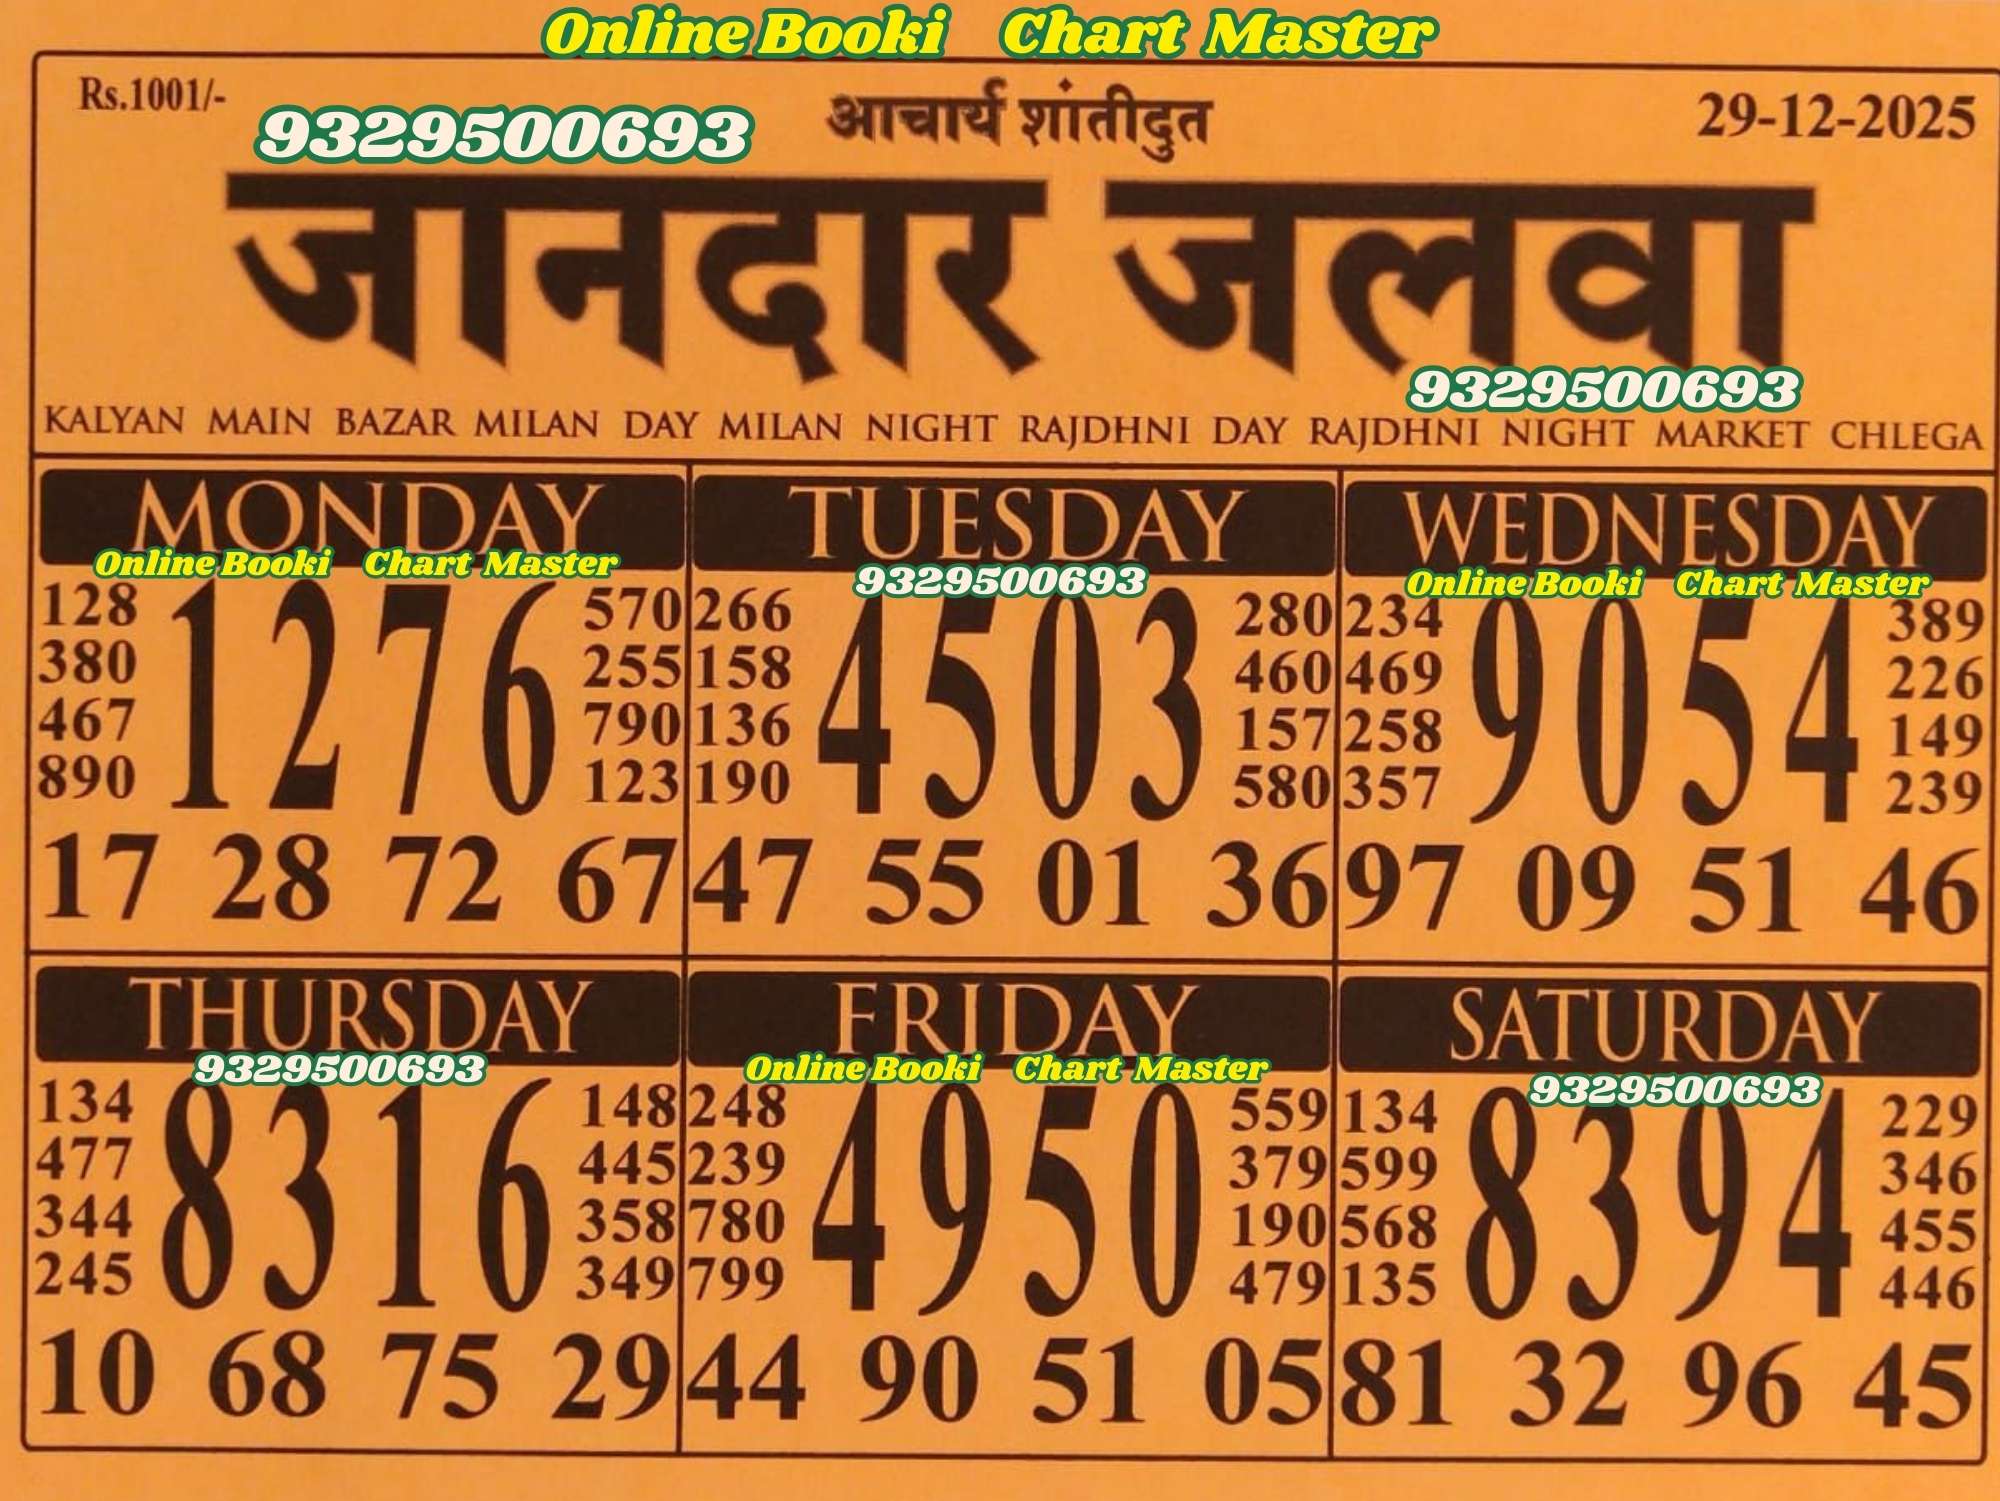 Online Booki Chart Master
Rs.1001/-
9329500693
आचार्य शांतीदुत
29-12-2025
जानदार जलवा
9329500693
KALYAN MAIN BAZAR MILAN DAY MILAN NIGHT RAJDHNI DAY RAJDHNI NIGHT MARKET CHLEGA
MONDAY
Online Booki Chart Master
128 570
380 255
1276
467 790
890 123
17 28 72 67
TUESDAY
9329500693
266 280
158 460
4503
136 157
190 580
47 55 01 36
WEDNESDAY
Online Booki Chart Master
234 389
469 226
9054
258 149
357 239
97 09 51 46
THURSDAY
9329500693
134 148
477 445
8316
344 358
245 349
10 68 75 29
FRIDAY
Online Booki Chart Master
248 559
239 379
4950
780 190
799 479
44 90 51 05
SATURDAY
9329500693
134 229
599 346
8394
568 455
135 446
81 32 96 45